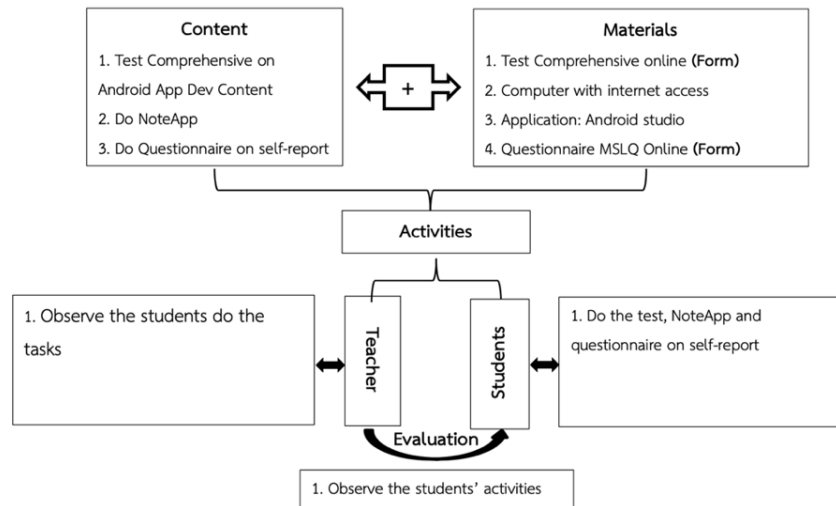 Content
1. Test Comprehensive on
Android App Dev Content
2. Do NoteApp
3. Do Questionnaire on self-report
+
Materials
1. Test Comprehensive online (Form)
2. Computer with internet access
3. Application: Android studio
4. Questionnaire MSLQ Online (Form)
Activities
1. Observe the students do the
tasks
Teacher
Students
1. Do the test, NoteApp and
questionnaire on self-report
Evaluation
1. Observe the students’ activities